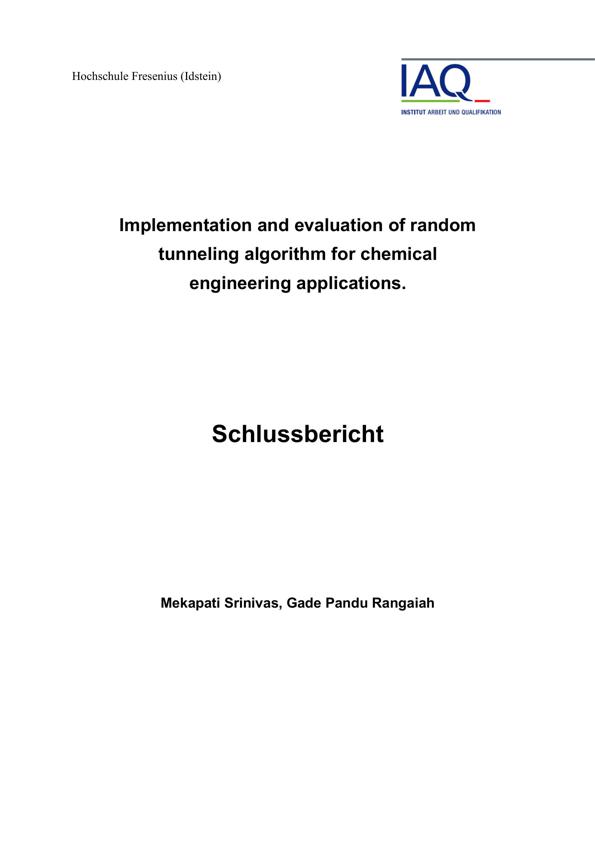 Hochschule Fresenius (Idstein)
IAQ
INSTITUT ARBEIT UND QUALIFIKATION
Implementation and evaluation of random
tunneling algorithm for chemical
engineering applications.
Schlussbericht
Mekapati Srinivas, Gade Pandu Rangaiah